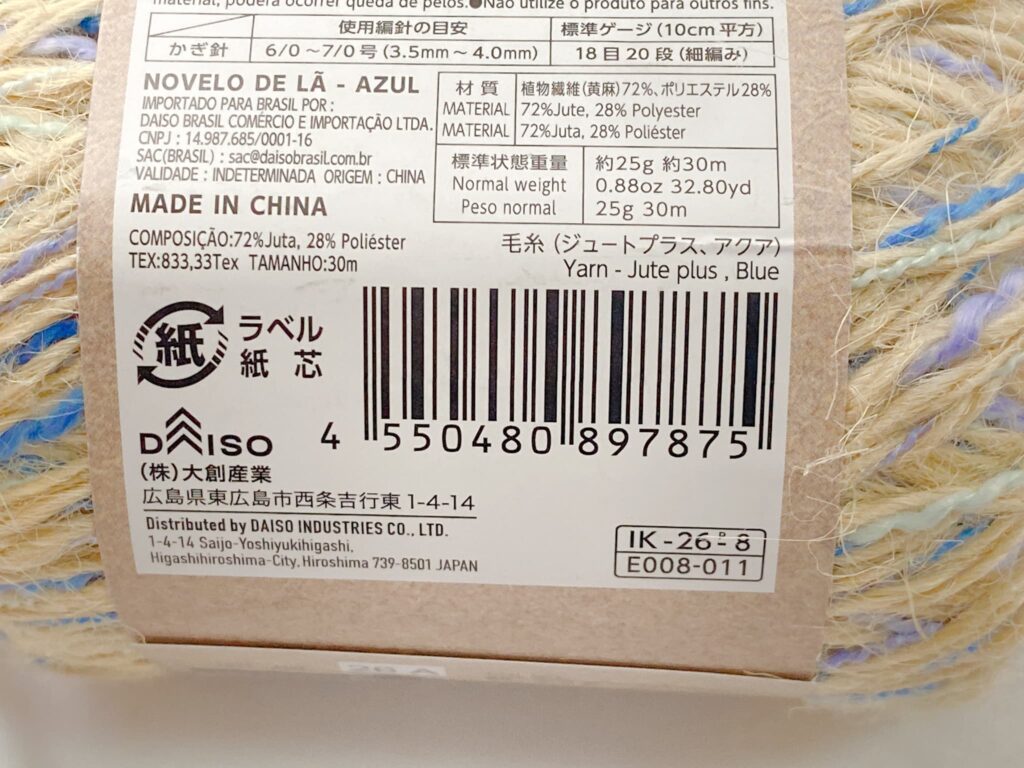 material, poderá ocorrer queda de pelos.●Não utilize o produto para outros fins.
使用編針の目安
標準ゲージ(10cm平方)
かぎ針
6/0～7/0号(3.5mm～4.0mm)
18目20段(細編み)
NOVELO DE LÃ - AZUL
IMPORTADO PARA BRASIL POR :
DAISO BRASIL COMÉRCIO E IMPORTAÇÃO LTDA.
CNPJ : 14.987.685/0001-16
SAC(BRASIL) : sac@daisobrasil.com.br
VALIDADE : INDETERMINADA ORIGEM : CHINA
MADE IN CHINA
材質 植物繊維(黄麻)72%、ポリエステル28%
MATERIAL 72%Jute, 28% Polyester
MATERIAL 72%Juta, 28% Poliéster
標準状態重量 約25g 約30m
Normal weight 0.88oz 32.80yd
Peso normal 25g 30m
COMPOSIÇÃO:72%Juta, 28% Poliéster
TEX:833,33Tex TAMANHO:30m
毛糸(ジュートプラス、アクア)
Yarn - Jute plus , Blue
紙
ラベル
紙芯
4 550480 897875
DAISO
(株)大創産業
広島県東広島市西条吉行東1-4-14
Distributed by DAISO INDUSTRIES CO., LTD.
1-4-14 Saijo-Yoshiyukihigashi,
Higashihiroshima-City, Hiroshima 739-8501 JAPAN
IK-26-8
E008-011